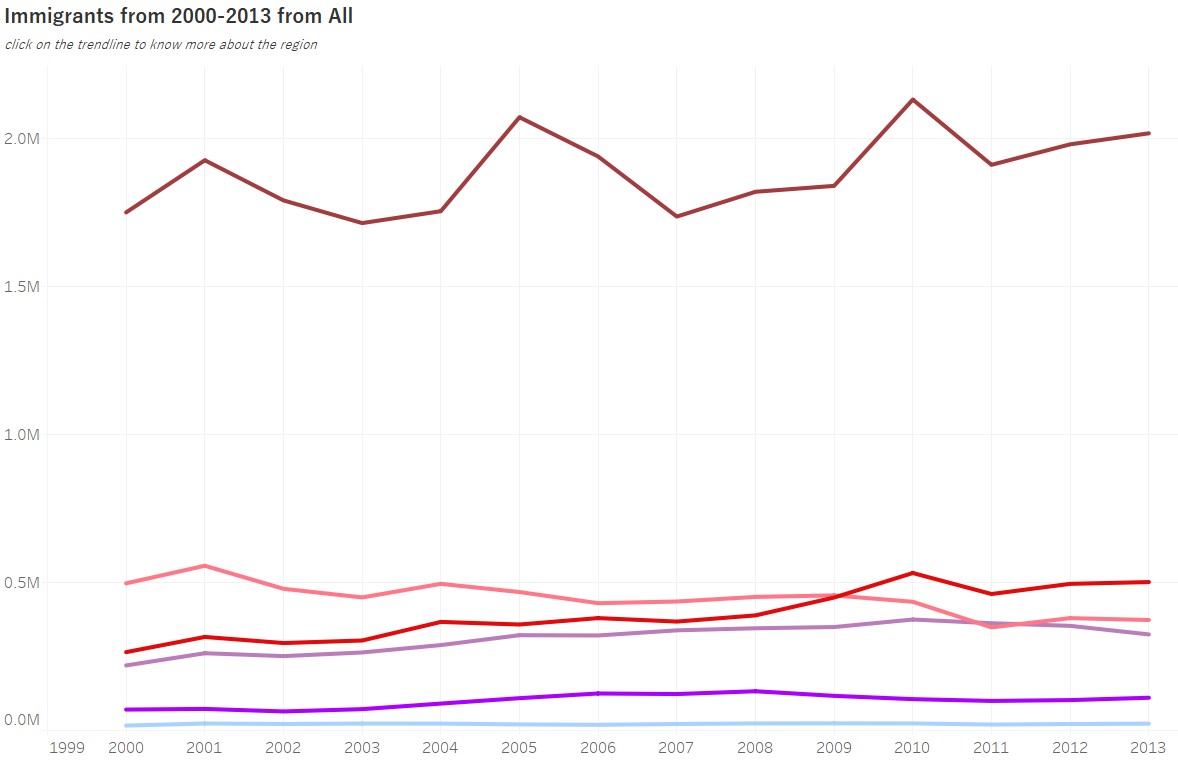 Immigrants from 2000-2013 from All
click on the trendline to know more about the region
2.0M
1.5M
1.0M
0.5M
0.0M
1999 2000 2001 2002 2003 2004 2005 2006 2007 2008 2009 2010 2011 2012 2013